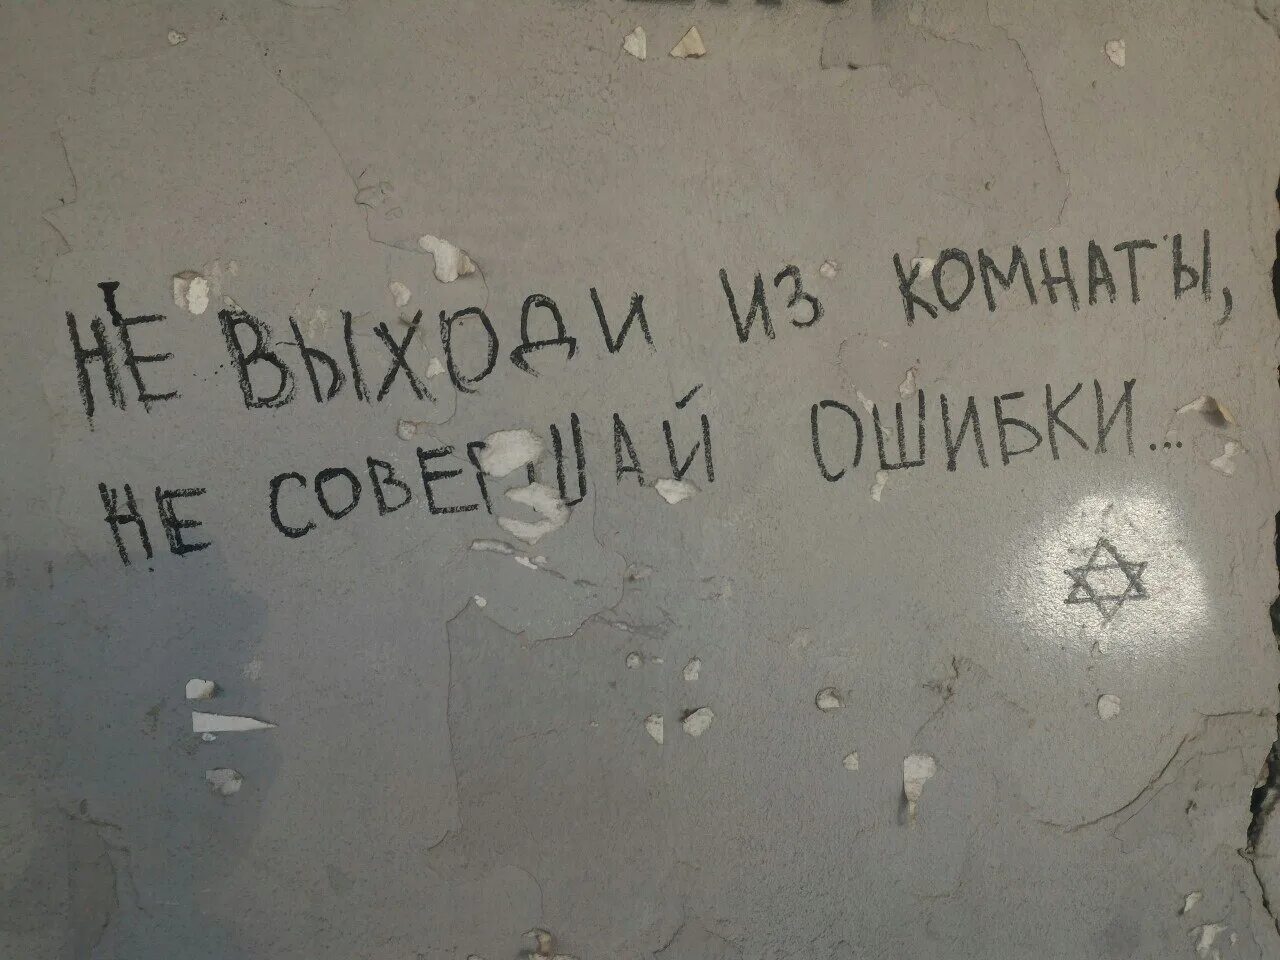 НЕ ВЫХОДИ ИЗ КОМНАТЫ,
НЕ СОВЕРШАЙ ОШИБКИ...